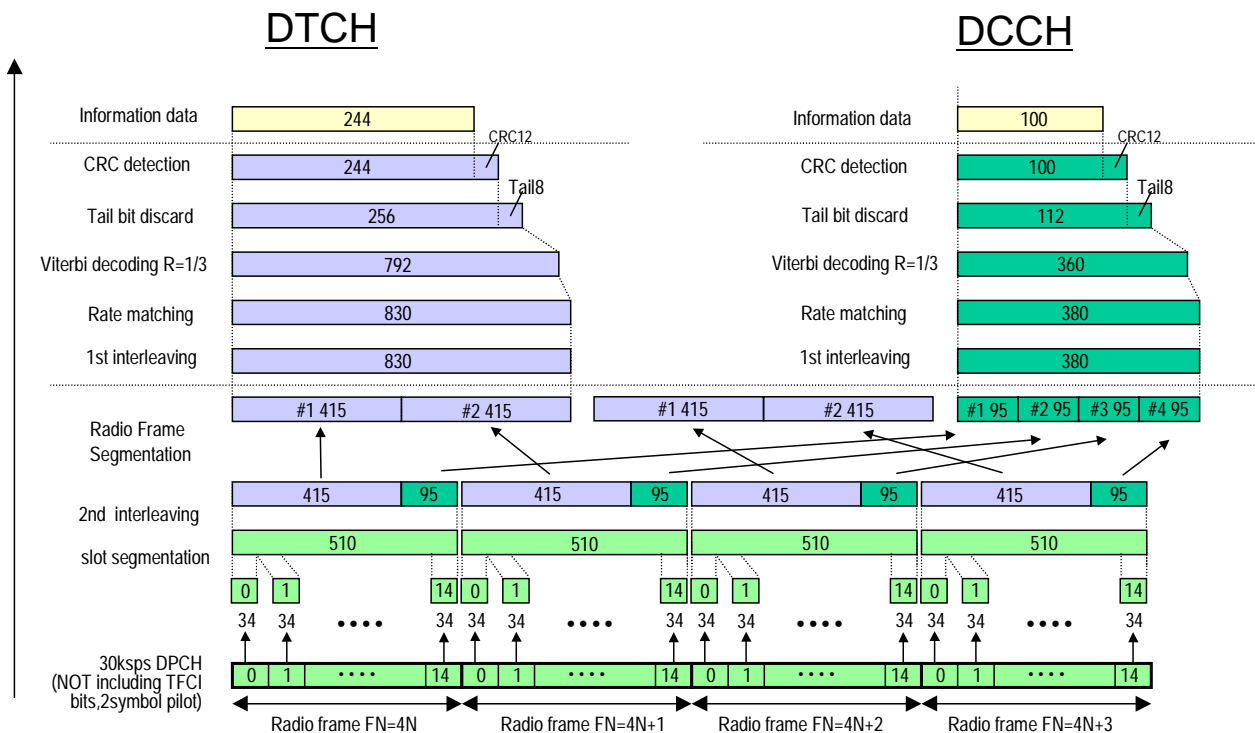 DTCH DCCH
Information data 244 Information data 100
CRC12 CRC12
CRC detection 244 CRC detection 100
Tail8 Tail8
Tail bit discard 256 Tail bit discard 112
Viterbi decoding R=1/3 792 Viterbi decoding R=1/3 360
Rate matching 830 Rate matching 380
1st interleaving 830 1st interleaving 380
#1 415 #2 415 #1 415 #2 415 #1 95 #2 95 #3 95 #4 95
Radio Frame
Segmentation
415 95 415 95 415 95 415 95
2nd interleaving
510 510 510 510
slot segmentation
0 1 14 0 1 14 0 1 14 0 1 14
34 34 •••• 34 34 34 •••• 34 34 34 •••• 34 34 34 •••• 34
30ksps DPCH
(NOT including TFCI
bits,2symbol pilot)
0 1 •••• 14 0 1 •••• 14 0 1 •••• 14 0 1 •••• 14
Radio frame FN=4N Radio frame FN=4N+1 Radio frame FN=4N+2 Radio frame FN=4N+3